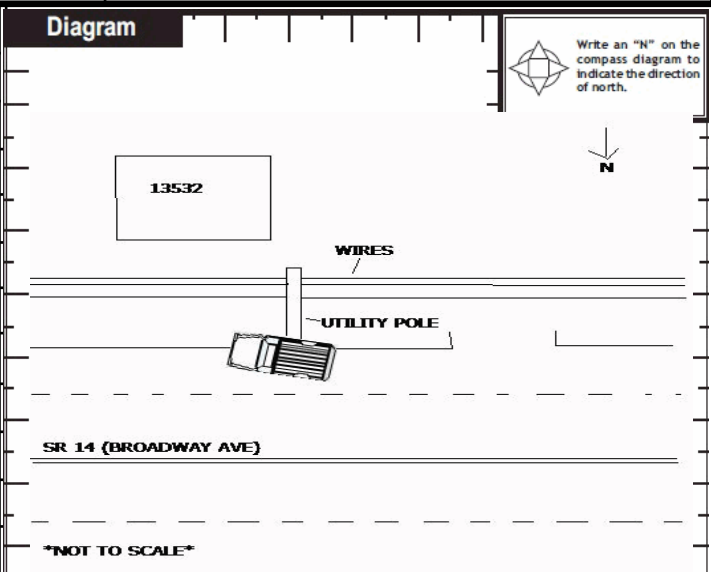 Diagram
Write an “N” on the
compass diagram to
indicate the direction
of north.
N
13532
WIRES
UTILITY POLE
SR 14 (BROADWAY AVE)
*NOT TO SCALE*